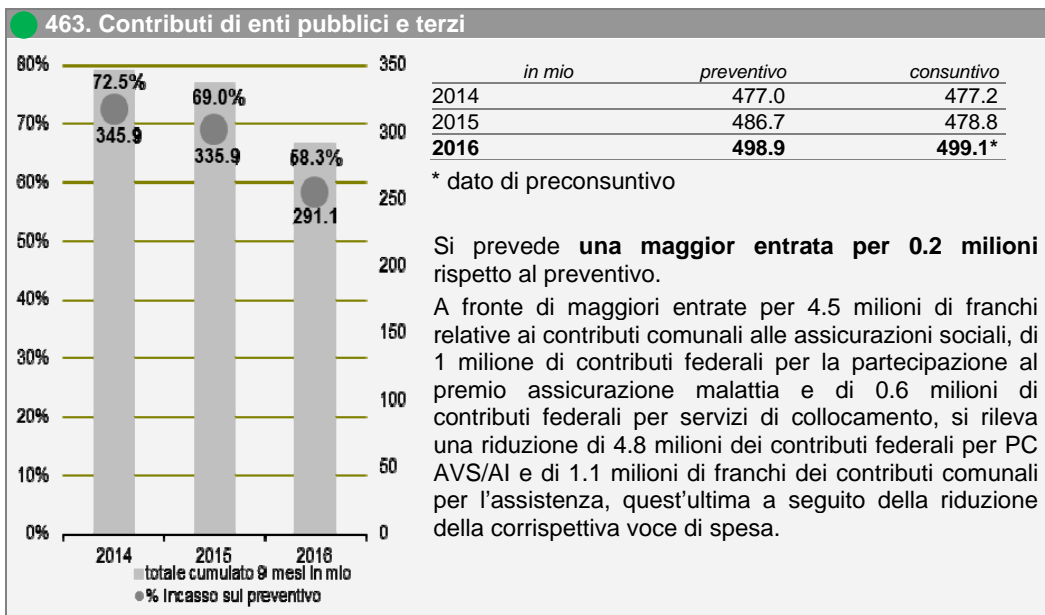 463. Contributi di enti pubblici e terzi
80%
70%
60%
50%
40%
30%
20%
10%
0%
350
300
250
200
150
100
50
0
72.5%
345.9
69.0%
335.9
58.3%
291.1
2014 2015 2016
totale cumulato 9 mesi in mio
% incasso sul preventivo
in mio preventivo consuntivo
2014 477.0 477.2
2015 486.7 478.8
2016 498.9 499.1*
* dato di preconsuntivo
Si prevede una maggior entrata per 0.2 milioni
rispetto al preventivo.
A fronte di maggiori entrate per 4.5 milioni di franchi
relative ai contributi comunali alle assicurazioni sociali, di
1 milione di contributi federali per la partecipazione al
premio assicurazione malattia e di 0.6 milioni di
contributi federali per servizi di collocamento, si rileva
una riduzione di 4.8 milioni dei contributi federali per PC
AVS/AI e di 1.1 milioni di franchi dei contributi comunali
per l'assistenza, quest'ultima a seguito della riduzione
della corrispettiva voce di spesa.